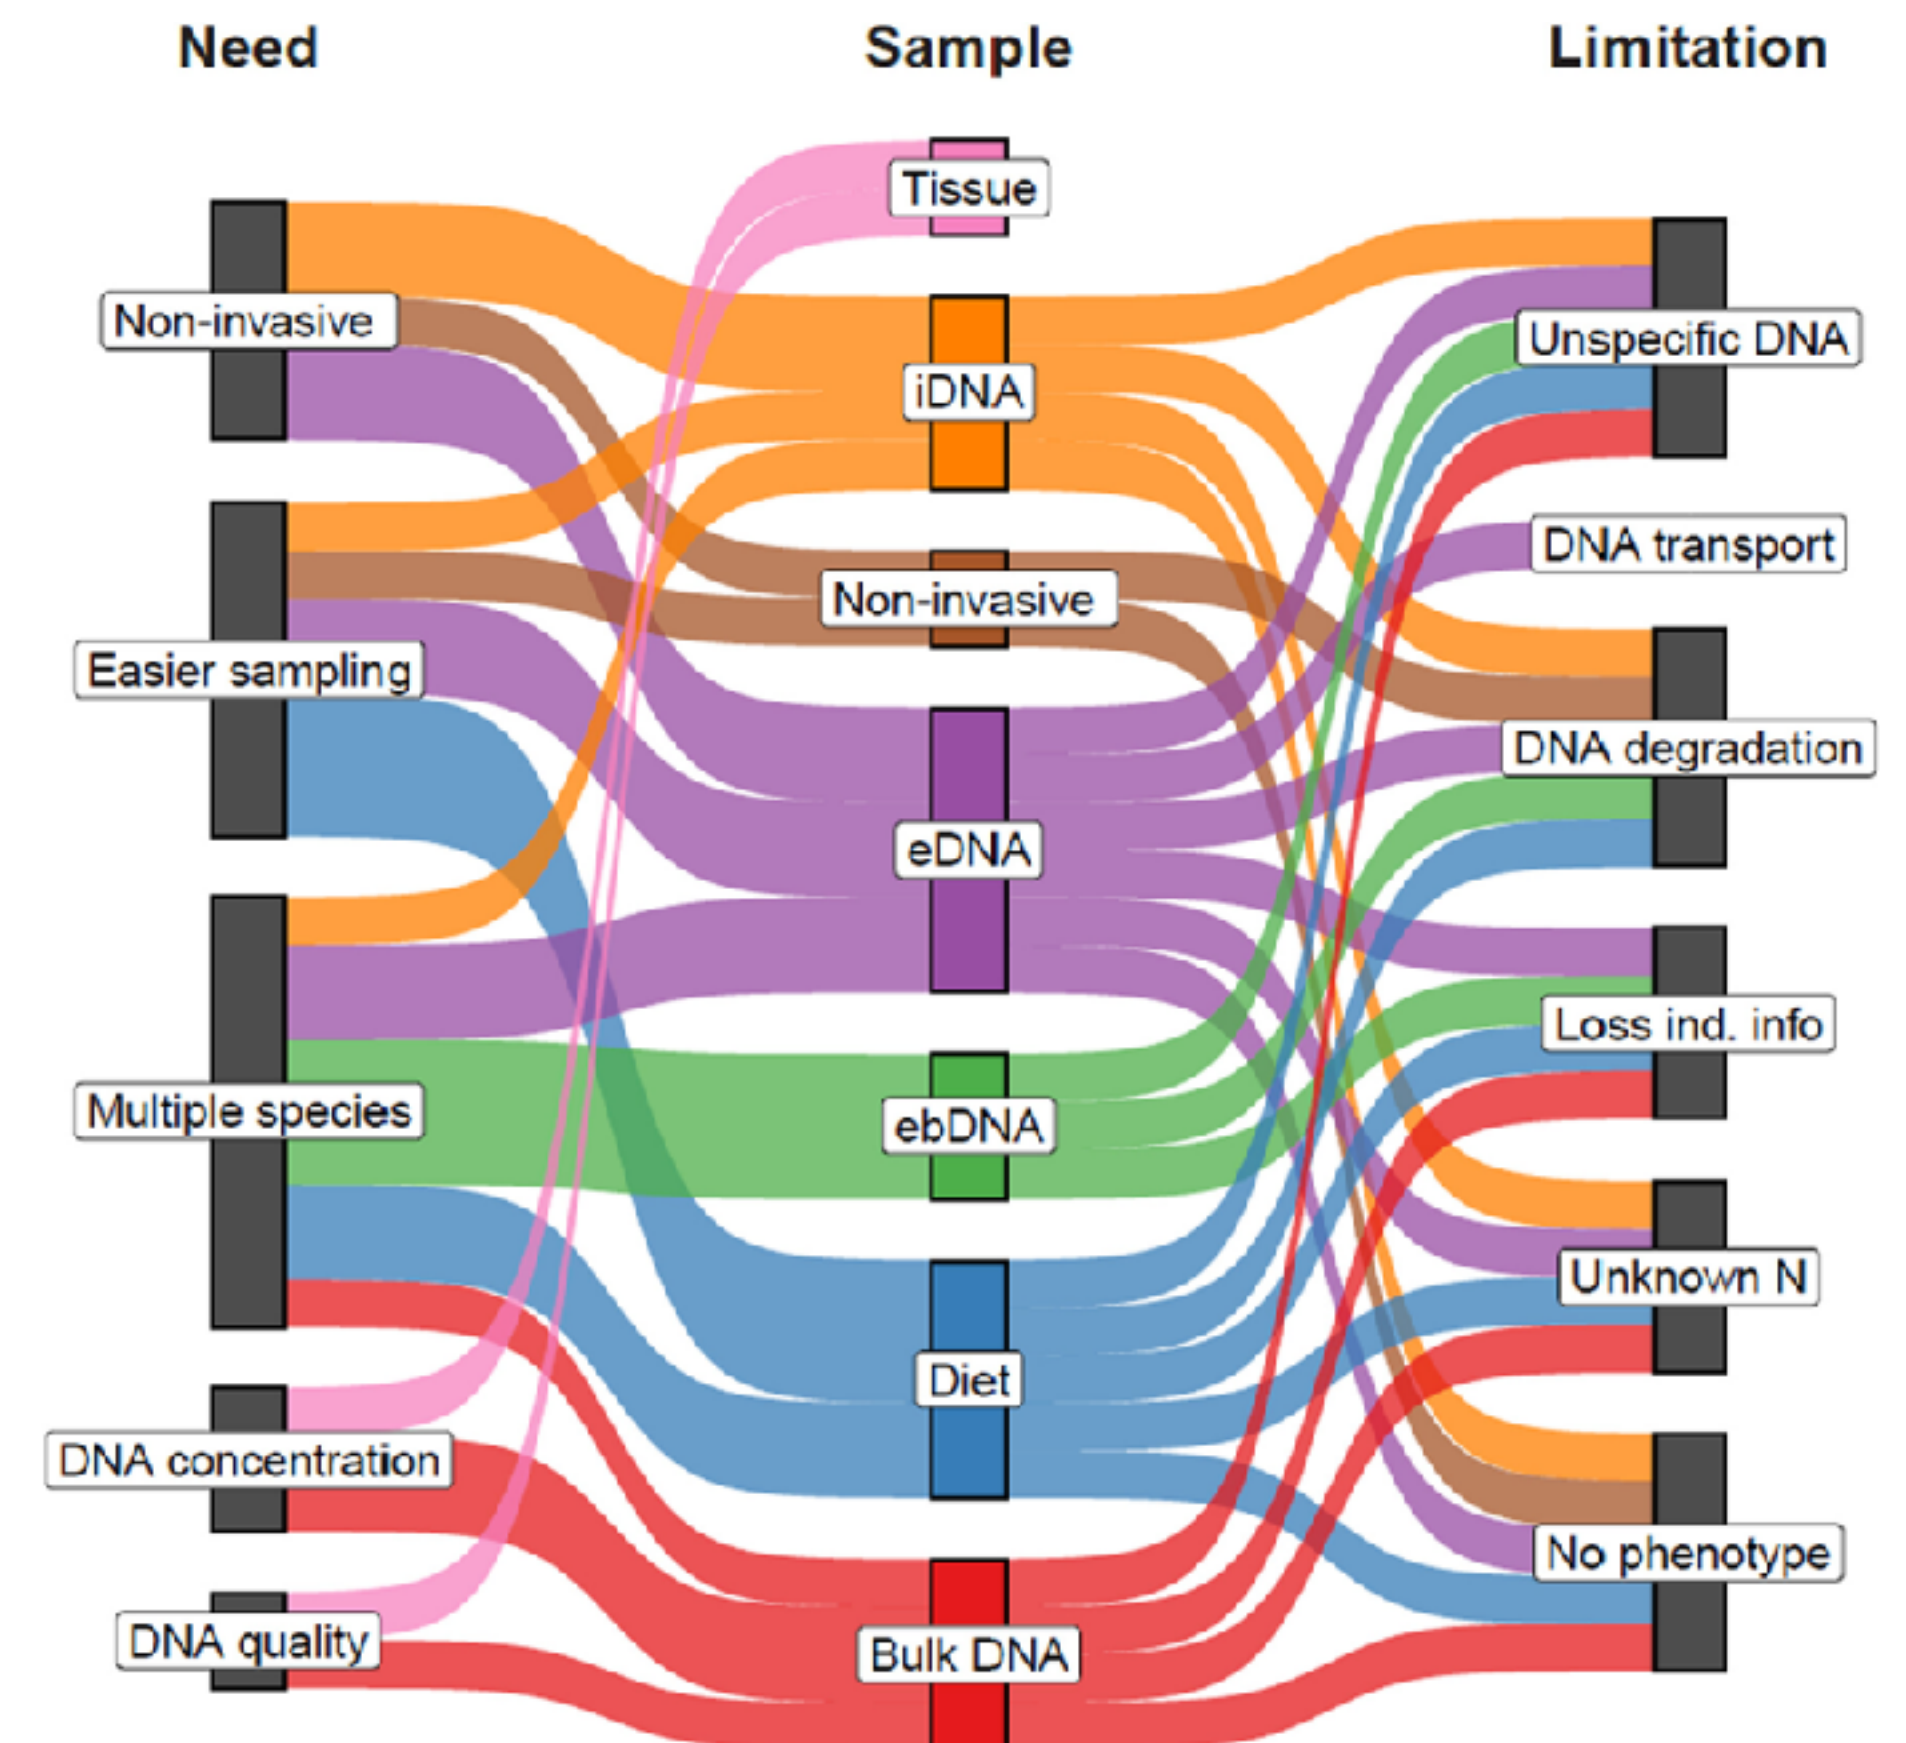 Need
Sample
Limitation
Tissue
Non-invasive
Unspecific DNA
iDNA
DNA transport
Non-invasive
Easier sampling
DNA degradation
eDNA
Loss ind. info
Multiple species
ebDNA
Unknown N
Diet
DNA concentration
No phenotype
DNA quality
Bulk DNA